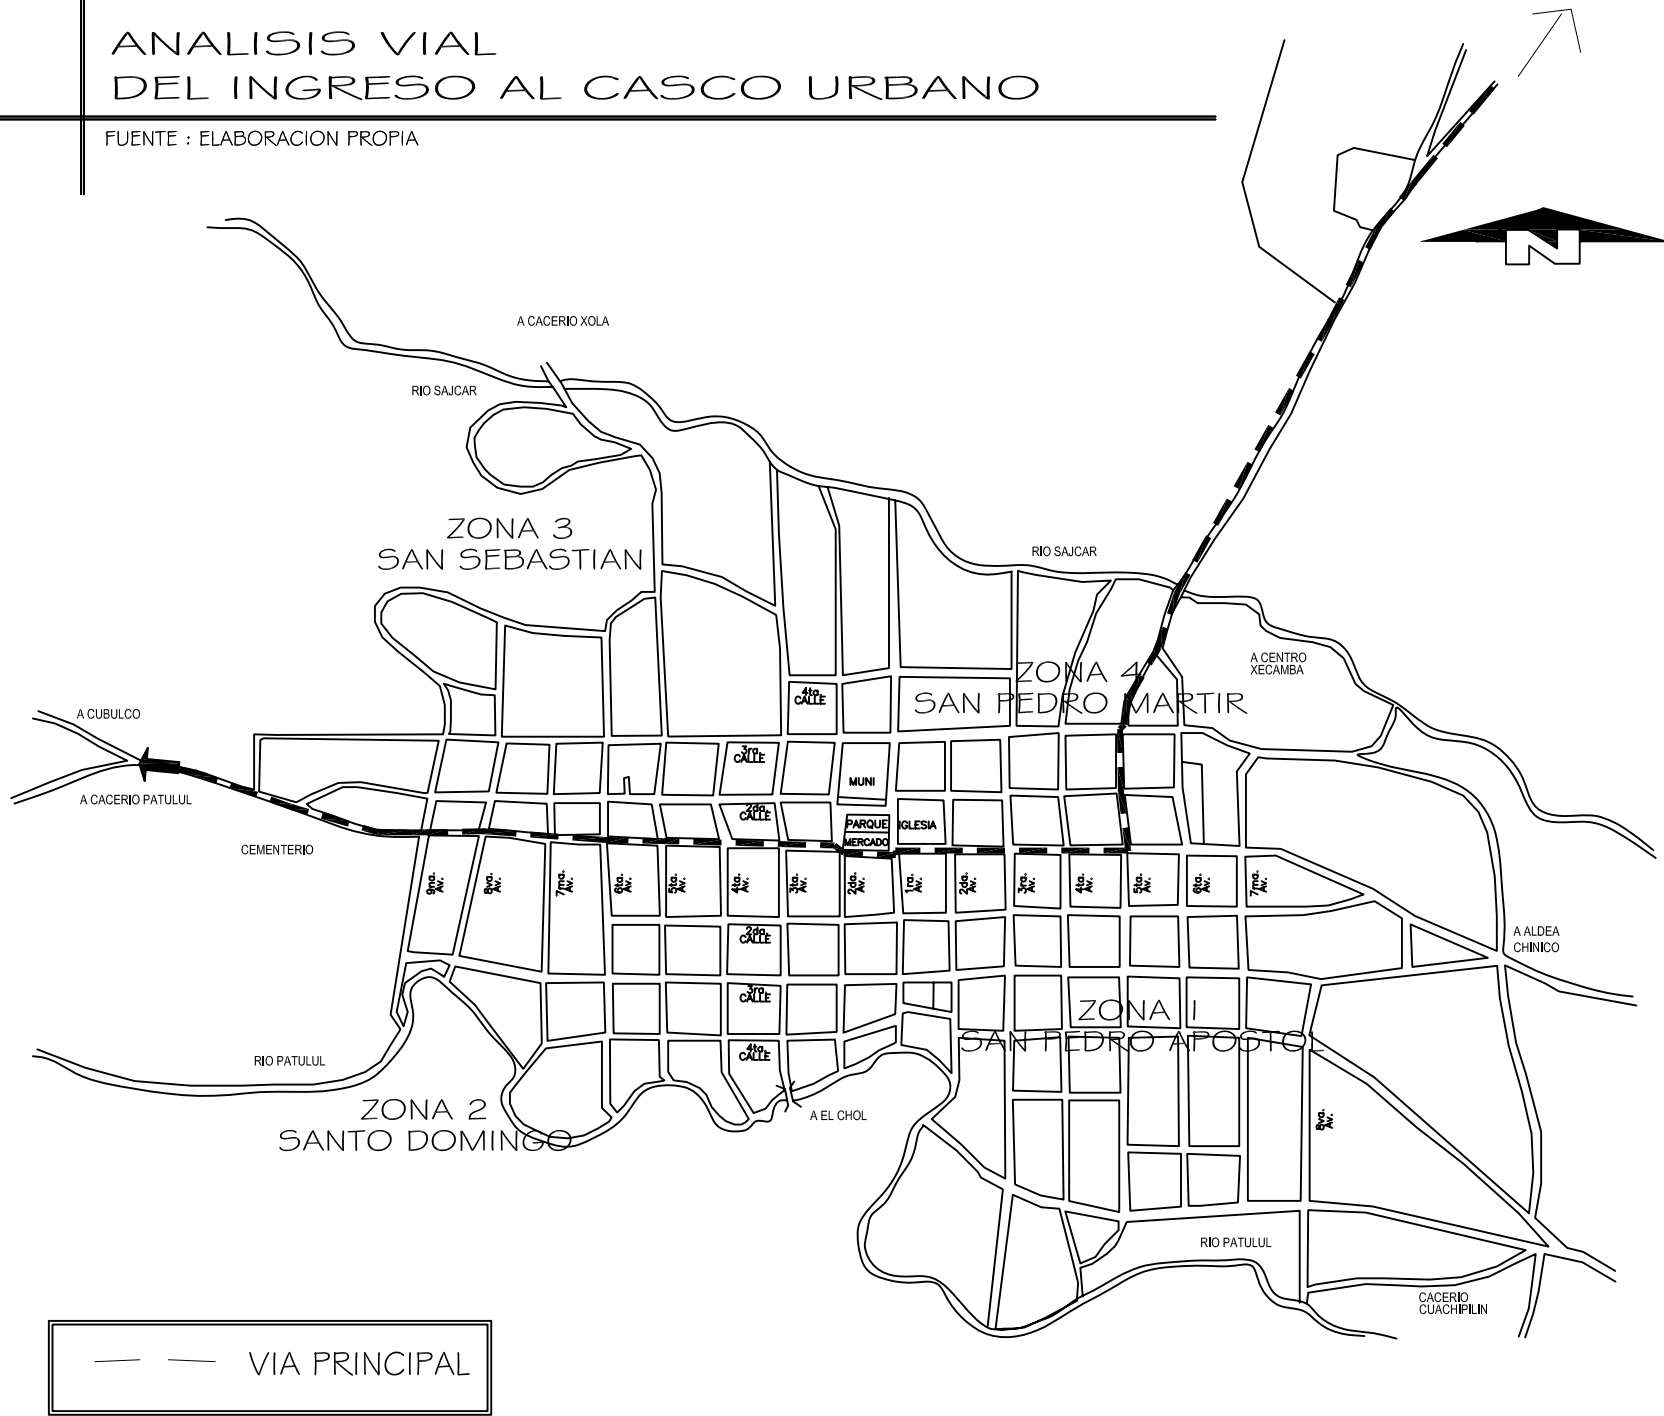 ANALISIS VIAL
DEL INGRESO AL CASCO URBANO
FUENTE : ELABORACION PROPIA
N
A CACERIO XOLA
RIO SAJCAR
ZONA 3
SAN SEBASTIAN
RIO SAJCAR
A CENTRO
XECAMBA
ZONA 4
SAN PEDRO MARTIR
4ta.
CALLE
A CUBULCO
3ra.
CALLE
MUNI
A CACERIO PATULUL
2da.
CALLE
PARQUE
IGLESIA
MERCADO
CEMENTERIO
9na.
Av.
8va.
Av.
7ma.
Av.
6ta.
Av.
5ta.
Av.
4ta.
Av.
3ta.
Av.
2da.
Av.
1ra.
Av.
2da.
Av.
3ra.
Av.
4ta.
Av.
5ta.
Av.
6ta.
Av.
7ma.
Av.
2da.
CALLE
A ALDEA
CHINICO
3ra.
CALLE
ZONA 1
SAN PEDRO APOSTOL
4ta.
CALLE
RIO PATULUL
ZONA 2
SANTO DOMINGO
A EL CHOL
8va.
Av.
RIO PATULUL
CACERIO
CUACHIPILIN
VIA PRINCIPAL